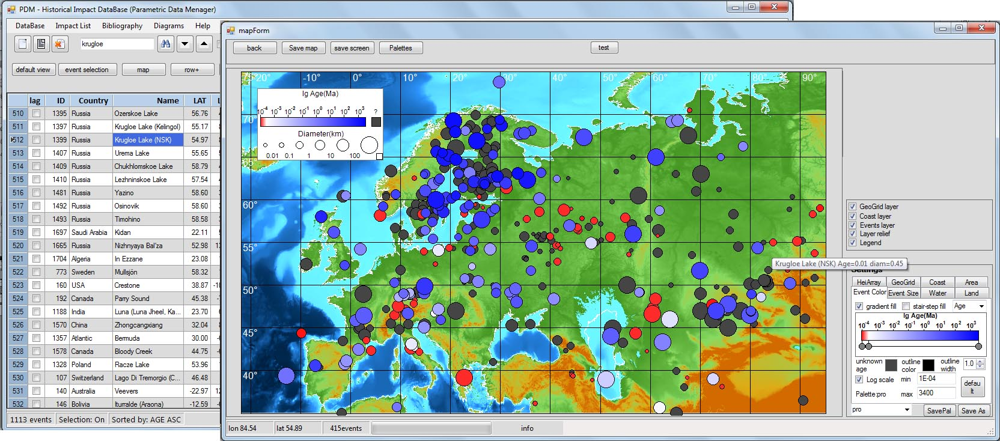 PDM - Historical Impact DataBase (Parametric Data Menager)
DataBase Impact List Bibliography Diagrams Help
krugloe
default view event selection map row+
lag ID Country Name LAT
510 1395 Russia Ozerskoe Lake 56.76
511 1397 Russia Krugloe Lake (Kelingol) 55.17
512 1399 Russia Krugloe Lake (NSK) 54.97
513 1407 Russia Urema Lake 55.65
514 1409 Russia Chukhlomskoe Lake 58.79
515 1410 Russia Lezhninskoe Lake 57.54
516 1481 Russia Yazino 58.60
517 1492 Russia Osinovik 58.60
518 1493 Russia Timohino 58.58
519 1697 Saudi Arabia Kidan 22.11
520 1665 Russia Nizhnyaya Bal'za 52.98
521 1704 Algeria In Ezzane 23.08
522 773 Sweden Mullsjön 58.32
523 160 USA Crestone 38.87
524 192 Canada Parry Sound 45.38
525 1188 India Luna (Luna Jheel, Ka... 23.70
526 1570 China Zhongcangxiang 32.04
527 1357 Atlantic Bermuda 30.00
528 1578 Canada Bloody Creek 44.75
529 1328 Poland Racze Lake 53.96
530 107 Switzerland Lago Di Tremorgio (C... 46.48
531 140 Australia Veevers -22.97
532 146 Bolivia Iturralde (Araona) -12.59
1113 events Selection: On Sorted by: AGE ASC
mapForm
back Save map save screen Palettes test
-20° -10° 0° 10° 20° 30° 40° 50° 60° 70° 80° 90°
lg Age(Ma)
10-4 10-3 10-2 10-1 100 101 102 103 ?
Diameter(km)
0.01 0.1 1 10 100
70°
65°
60°
55°
50°
45°
40°
Krugloe Lake (NSK) Age=0.01 diam=0.45
GeoGrid layer
Coast layer
Events layer
Layer relief
Legend
Settings
HeiArray GeoGrid Coast Area
Event Color Event Size Water Land
gradient fill stair-step fill Age
lg Age(Ma)
10-4 10-3 10-2 10-1 100 101 102 103
unknown age outline color outline width 1.0
Log scale min 1E-04
Palette:pro max 3400
defau
lt
pro SavePal Save As
lon 84.54 lat 54.89 415events info